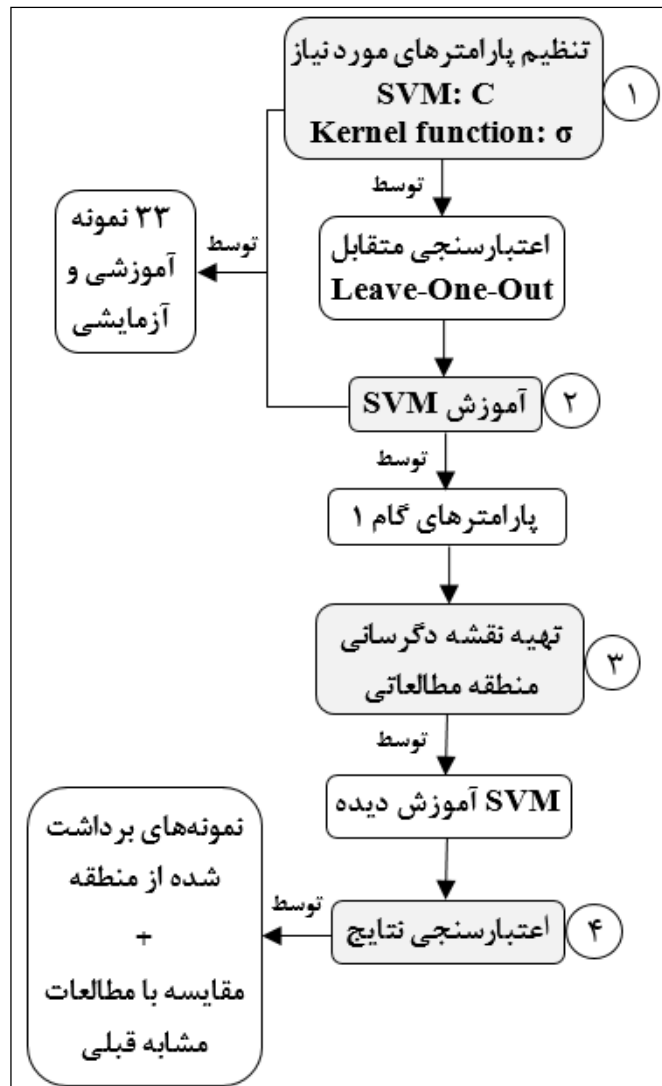 تنظیم پارامترهای مورد نیاز
SVM: C
Kernel function: σ
۱
توسط
توسط
۳۳ نمونه
آموزشی و
آزمایشی
اعتبارسنجی متقابل
Leave-One-Out
آموزش SVM
۲
توسط
پارامترهای گام ۱
تهیه نقشه دگرسانی
منطقه مطالعاتی
۳
توسط
SVM آموزش دیده
اعتبارسنجی نتایج
۴
توسط
نمونه‌های برداشت
شده از منطقه
+
مقایسه با مطالعات
مشابه قبلی